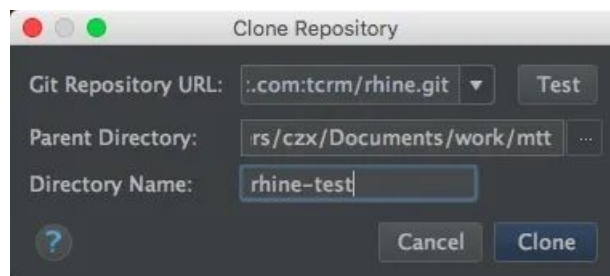 Clone Repository
Git Repository URL: :.com:tcrm/rhine.git Test
Parent Directory: rs/czx/Documents/work/mtt ...
Directory Name: rhine-test
? Cancel Clone